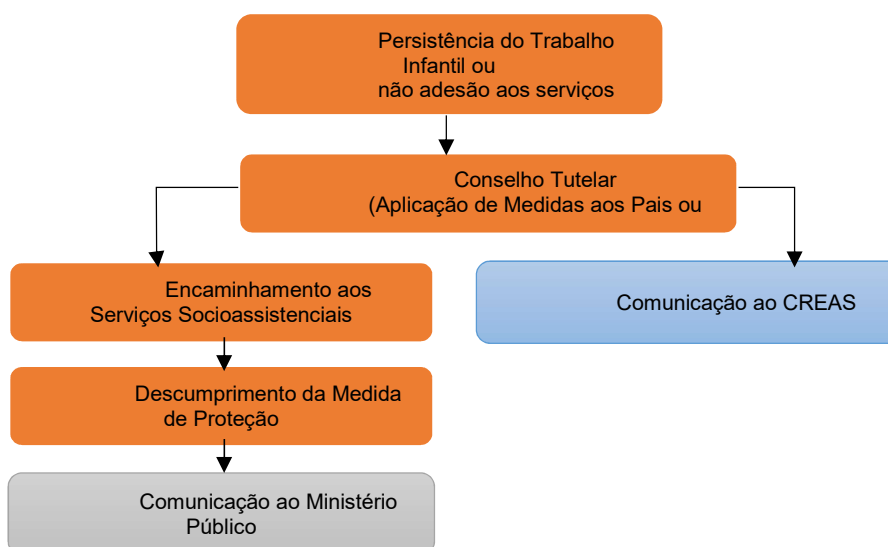 Persistência do Trabalho
Infantil ou
não adesão aos serviços
Conselho Tutelar
(Aplicação de Medidas aos Pais ou
Encaminhamento aos
Serviços Socioassistenciais
Comunicação ao CREAS
Descumprimento da Medida
de Proteção
Comunicação ao Ministério
Público